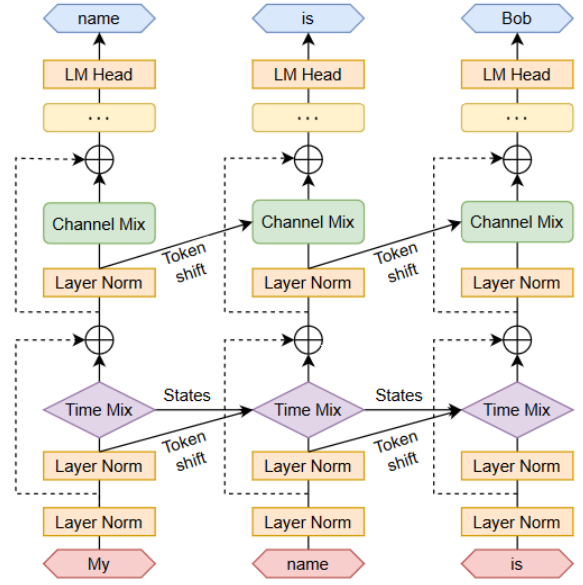 name
is
Bob
LM Head
LM Head
LM Head
...
...
...
Channel Mix
Channel Mix
Channel Mix
Token
shift
Token
shift
Layer Norm
Layer Norm
Layer Norm
States
States
Time Mix
Time Mix
Time Mix
Token
shift
Token
shift
Layer Norm
Layer Norm
Layer Norm
Layer Norm
Layer Norm
Layer Norm
My
name
is